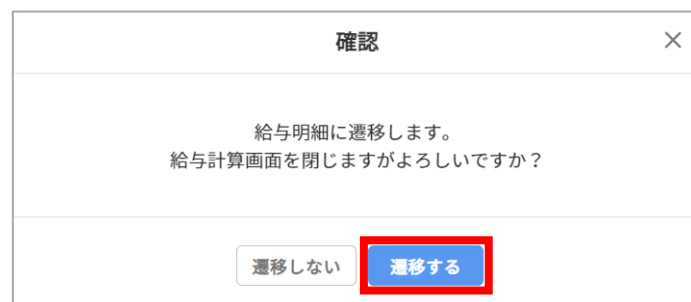 確認
給与明細に遷移します。
給与計算画面を閉じますがよろしいですか？
遷移しない
遷移する